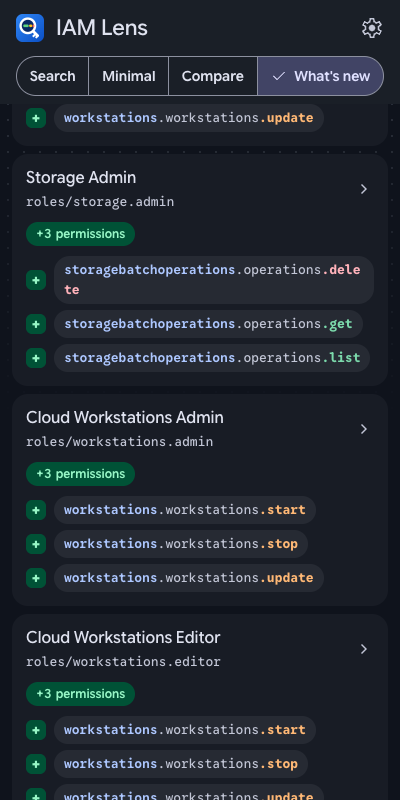 IAM Lens
Search
Minimal
Compare
What's new
workstations.workstations.update
Storage Admin
roles/storage.admin
+3 permissions
storagebatchoperations.operations.dele
te
storagebatchoperations.operations.get
storagebatchoperations.operations.list
Cloud Workstations Admin
roles/workstations.admin
+3 permissions
workstations.workstations.start
workstations.workstations.stop
workstations.workstations.update
Cloud Workstations Editor
roles/workstations.editor
+3 permissions
workstations.workstations.start
workstations.workstations.stop
workstations.workstations.update